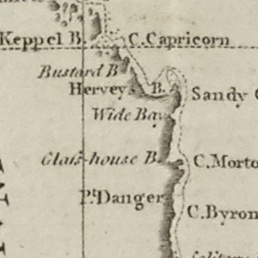 Keppel B. C. Capricorn
Bustard B
Hervey B.
Sandy
Wide Bay
Glass-house B.
C. Morto
Pt. Danger
C. Byron